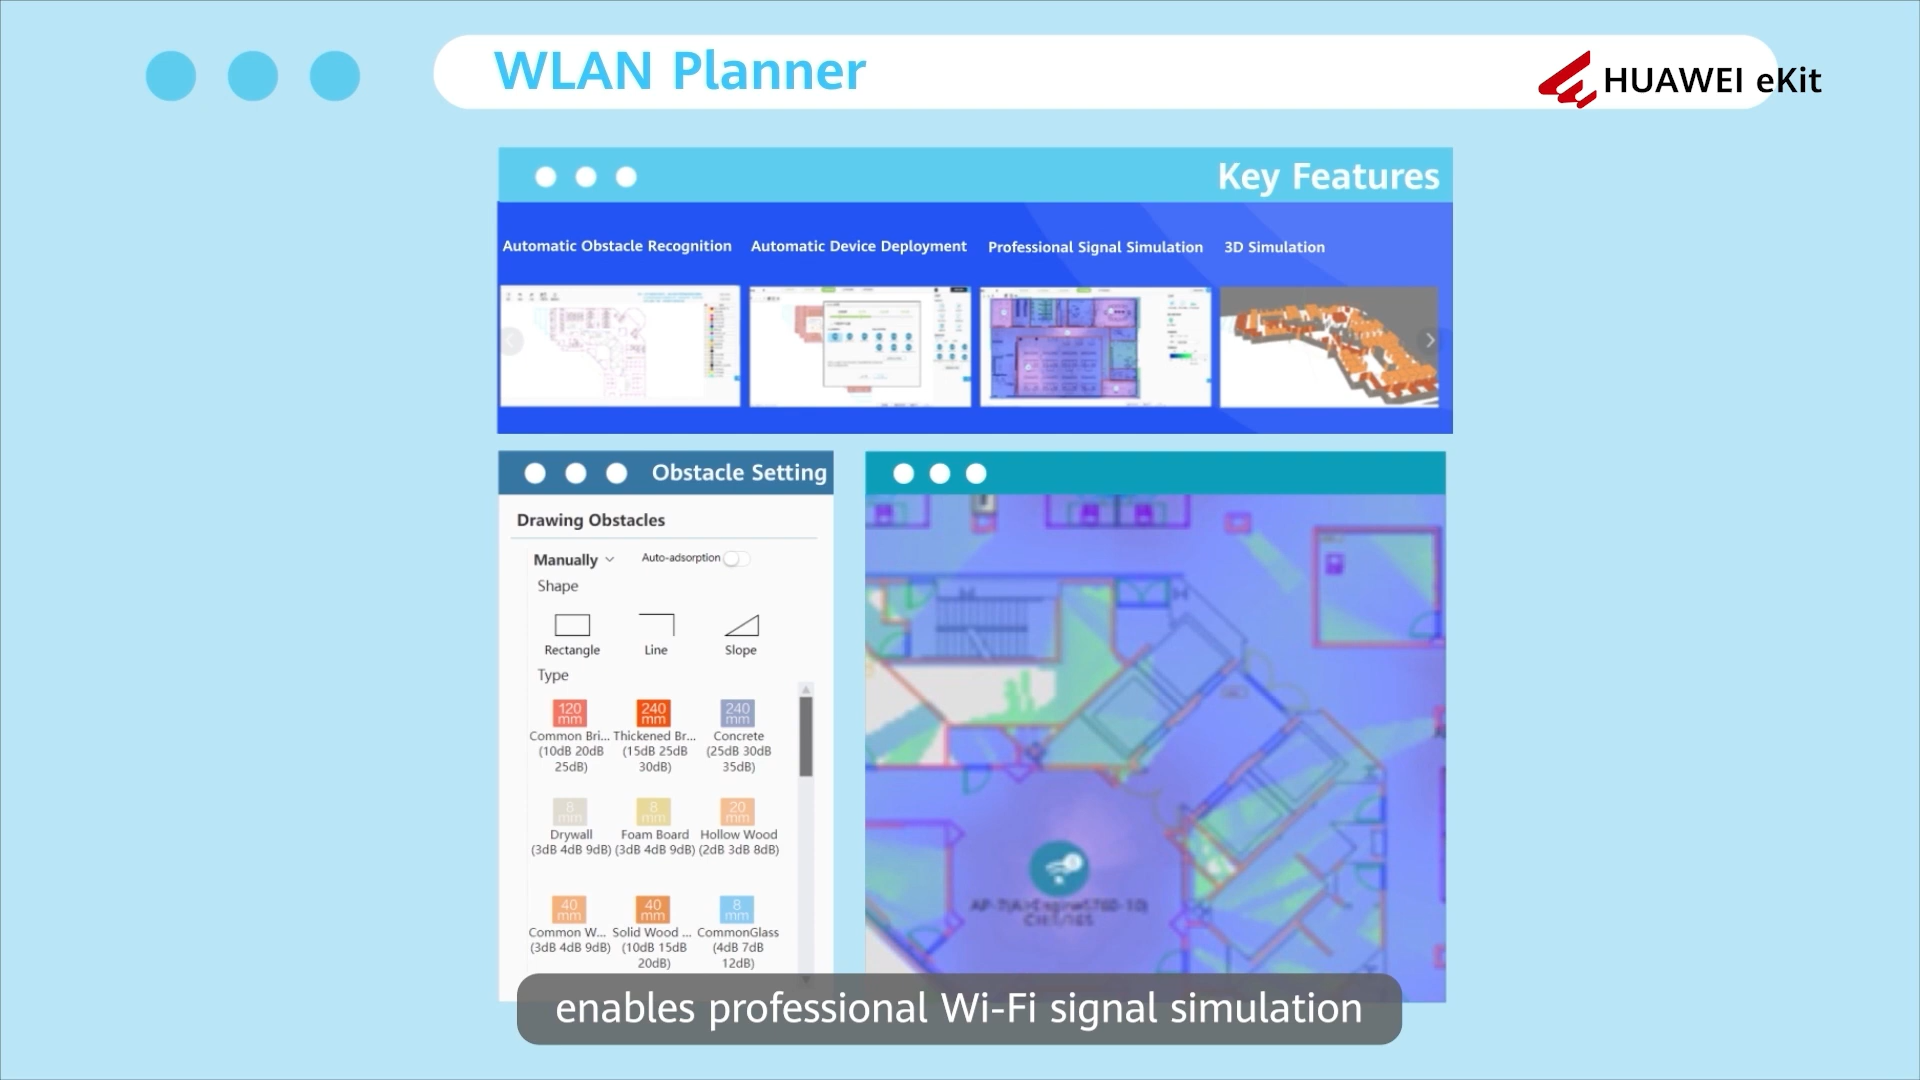 WLAN Planner
HUAWEI eKit
Key Features
Automatic Obstacle Recognition
Automatic Device Deployment
Professional Signal Simulation
3D Simulation
Obstacle Setting
Drawing Obstacles
Manually
Auto-adsorption
Shape
Rectangle
Line
Slope
Type
120 mm
240 mm
240 mm
Common Bri... Thickened Br... Concrete
(10dB 20dB (15dB 25dB (25dB 30dB
25dB) 30dB) 35dB)
8 mm
8 mm
20 mm
Drywall Foam Board Hollow Wood
(3dB 4dB 9dB) (3dB 4dB 9dB) (2dB 3dB 8dB)
40 mm
40 mm
8 mm
Common W... Solid Wood ... CommonGlass
(3dB 4dB 9dB) (10dB 15dB (4dB 7dB
20dB) 12dB)
enables professional Wi-Fi signal simulation